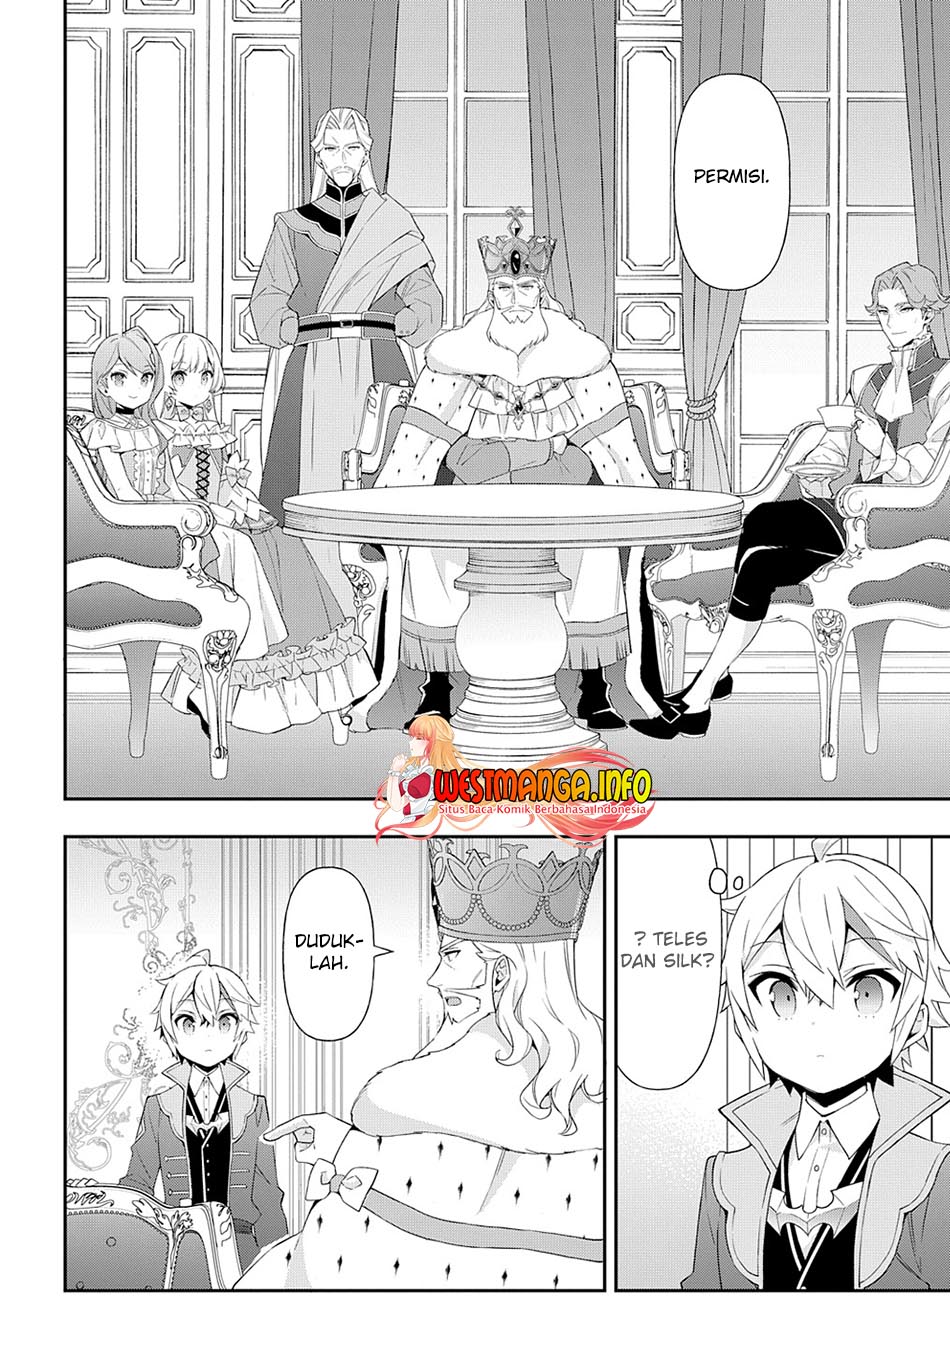 PERMISI.
WESTMANGA.INFO
Situs Baca Komik Berbahasa Indonesia
? TELES
DAN SILK?
DUDUK-
LAH.